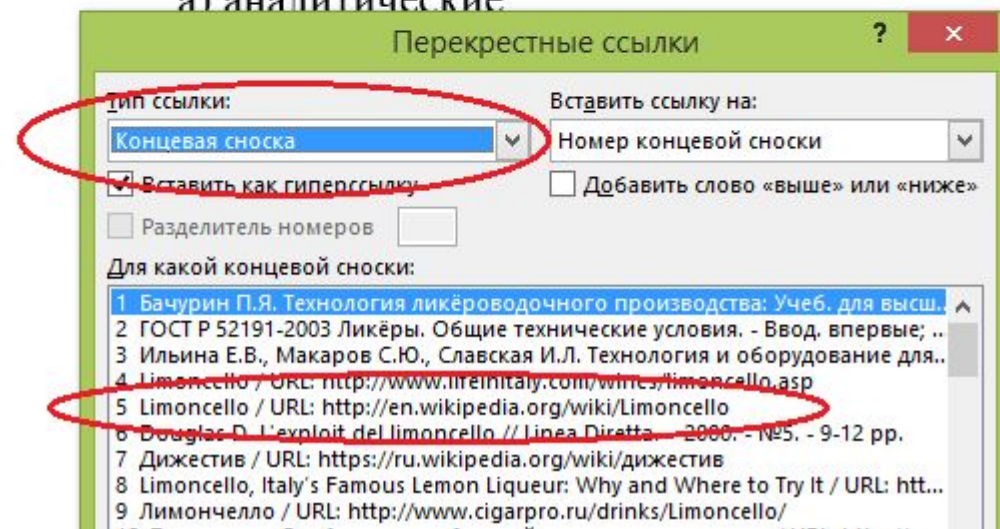 а) аналитические
Перекрестные ссылки ? ×
Тип ссылки: Вставить ссылку на:
Концевая сноска Номер концевой сноски
Вставить как гиперссылку Добавить слово «выше» или «ниже»
Разделитель номеров
Для какой концевой сноски:
1 Бачурин П.Я. Технология ликёроводочного производства: Учеб. для высш..
2 ГОСТ Р 52191-2003 Ликёры. Общие технические условия. - Ввод. впервые; ...
3 Ильина Е.В., Макаров С.Ю., Славская И.Л. Технология и оборудование для..
4 Limoncello / URL: http://www.lifeinitaly.com/wines/limoncello.asp
5 Limoncello / URL: http://en.wikipedia.org/wiki/Limoncello
6 Douglas D. L'exploit del limoncello // Linea Diretta. - 2000. - №5. - 9-12 pp.
7 Дижестив / URL: https://ru.wikipedia.org/wiki/дижестив
8 Limoncello, Italy's Famous Lemon Liqueur: Why and Where to Try It / URL: htt...
9 Лимончелло / URL: http://www.cigarpro.ru/drinks/Limoncello/